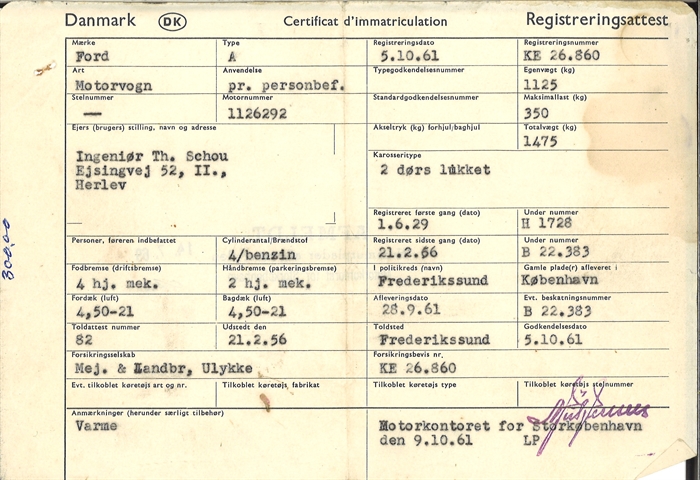 Danmark DK Certificat d'immatriculation Registreringsattest
Mærke Type Registreringsdato Registreringsnummer
Ford A 5.10.61 KE 26.860
Art Anvendelse Typegodkendelsesnummer Egenvægt (kg)
Motorvogn pr. personbef. 1125
Stelnummer Motornummer Standardgodkendelsesnummer Maksimallast (kg)
— 1126292 350
Ejers (brugers) stilling, navn og adresse Akseltryk (kg) forhjul/baghjul Totalvægt (kg)
1475
Ingeniør Th. Schou Karosseritype
Ejsingvej 52, II., 2 dørs lukket
Herlev
Registreret første gang (dato) Under nummer
1.6.29 H 1728
Personer, føreren indbefattet Cylinderantal/Brændstof Registreret sidste gang (dato) Under nummer
4/benzin 21.2.56 B 22.383
Fodbremse (driftsbremse) Håndbremse (parkeringsbremse) I politikreds (navn) Gamle plade(r) afleveret i
4 hj. mek. 2 hj. mek. Frederikssund København
Fordæk (luft) Bagdæk (luft) Afleveringsdato Evt. beskatningsnummer
4,50-21 4,50-21 28.9.61 B 22.383
Toldattest nummer Udstedt den Toldsted Godkendelsesdato
82 21.2.56 Frederikssund 5.10.61
Forsikringsselskab Forsikringsbevis nr.
Mej. & Landbr, Ulykke KE 26.860
Evt. tilkoblet køretøjs art og nr. Tilkoblet køretøjs fabrikat Tilkoblet køretøjs type Tilkoblet køretøjs stelnummer
Anmærkninger (herunder særligt tilbehør)
Varme Motorkontoret for Storkøbenhavn
den 9.10.61 LP
300,00